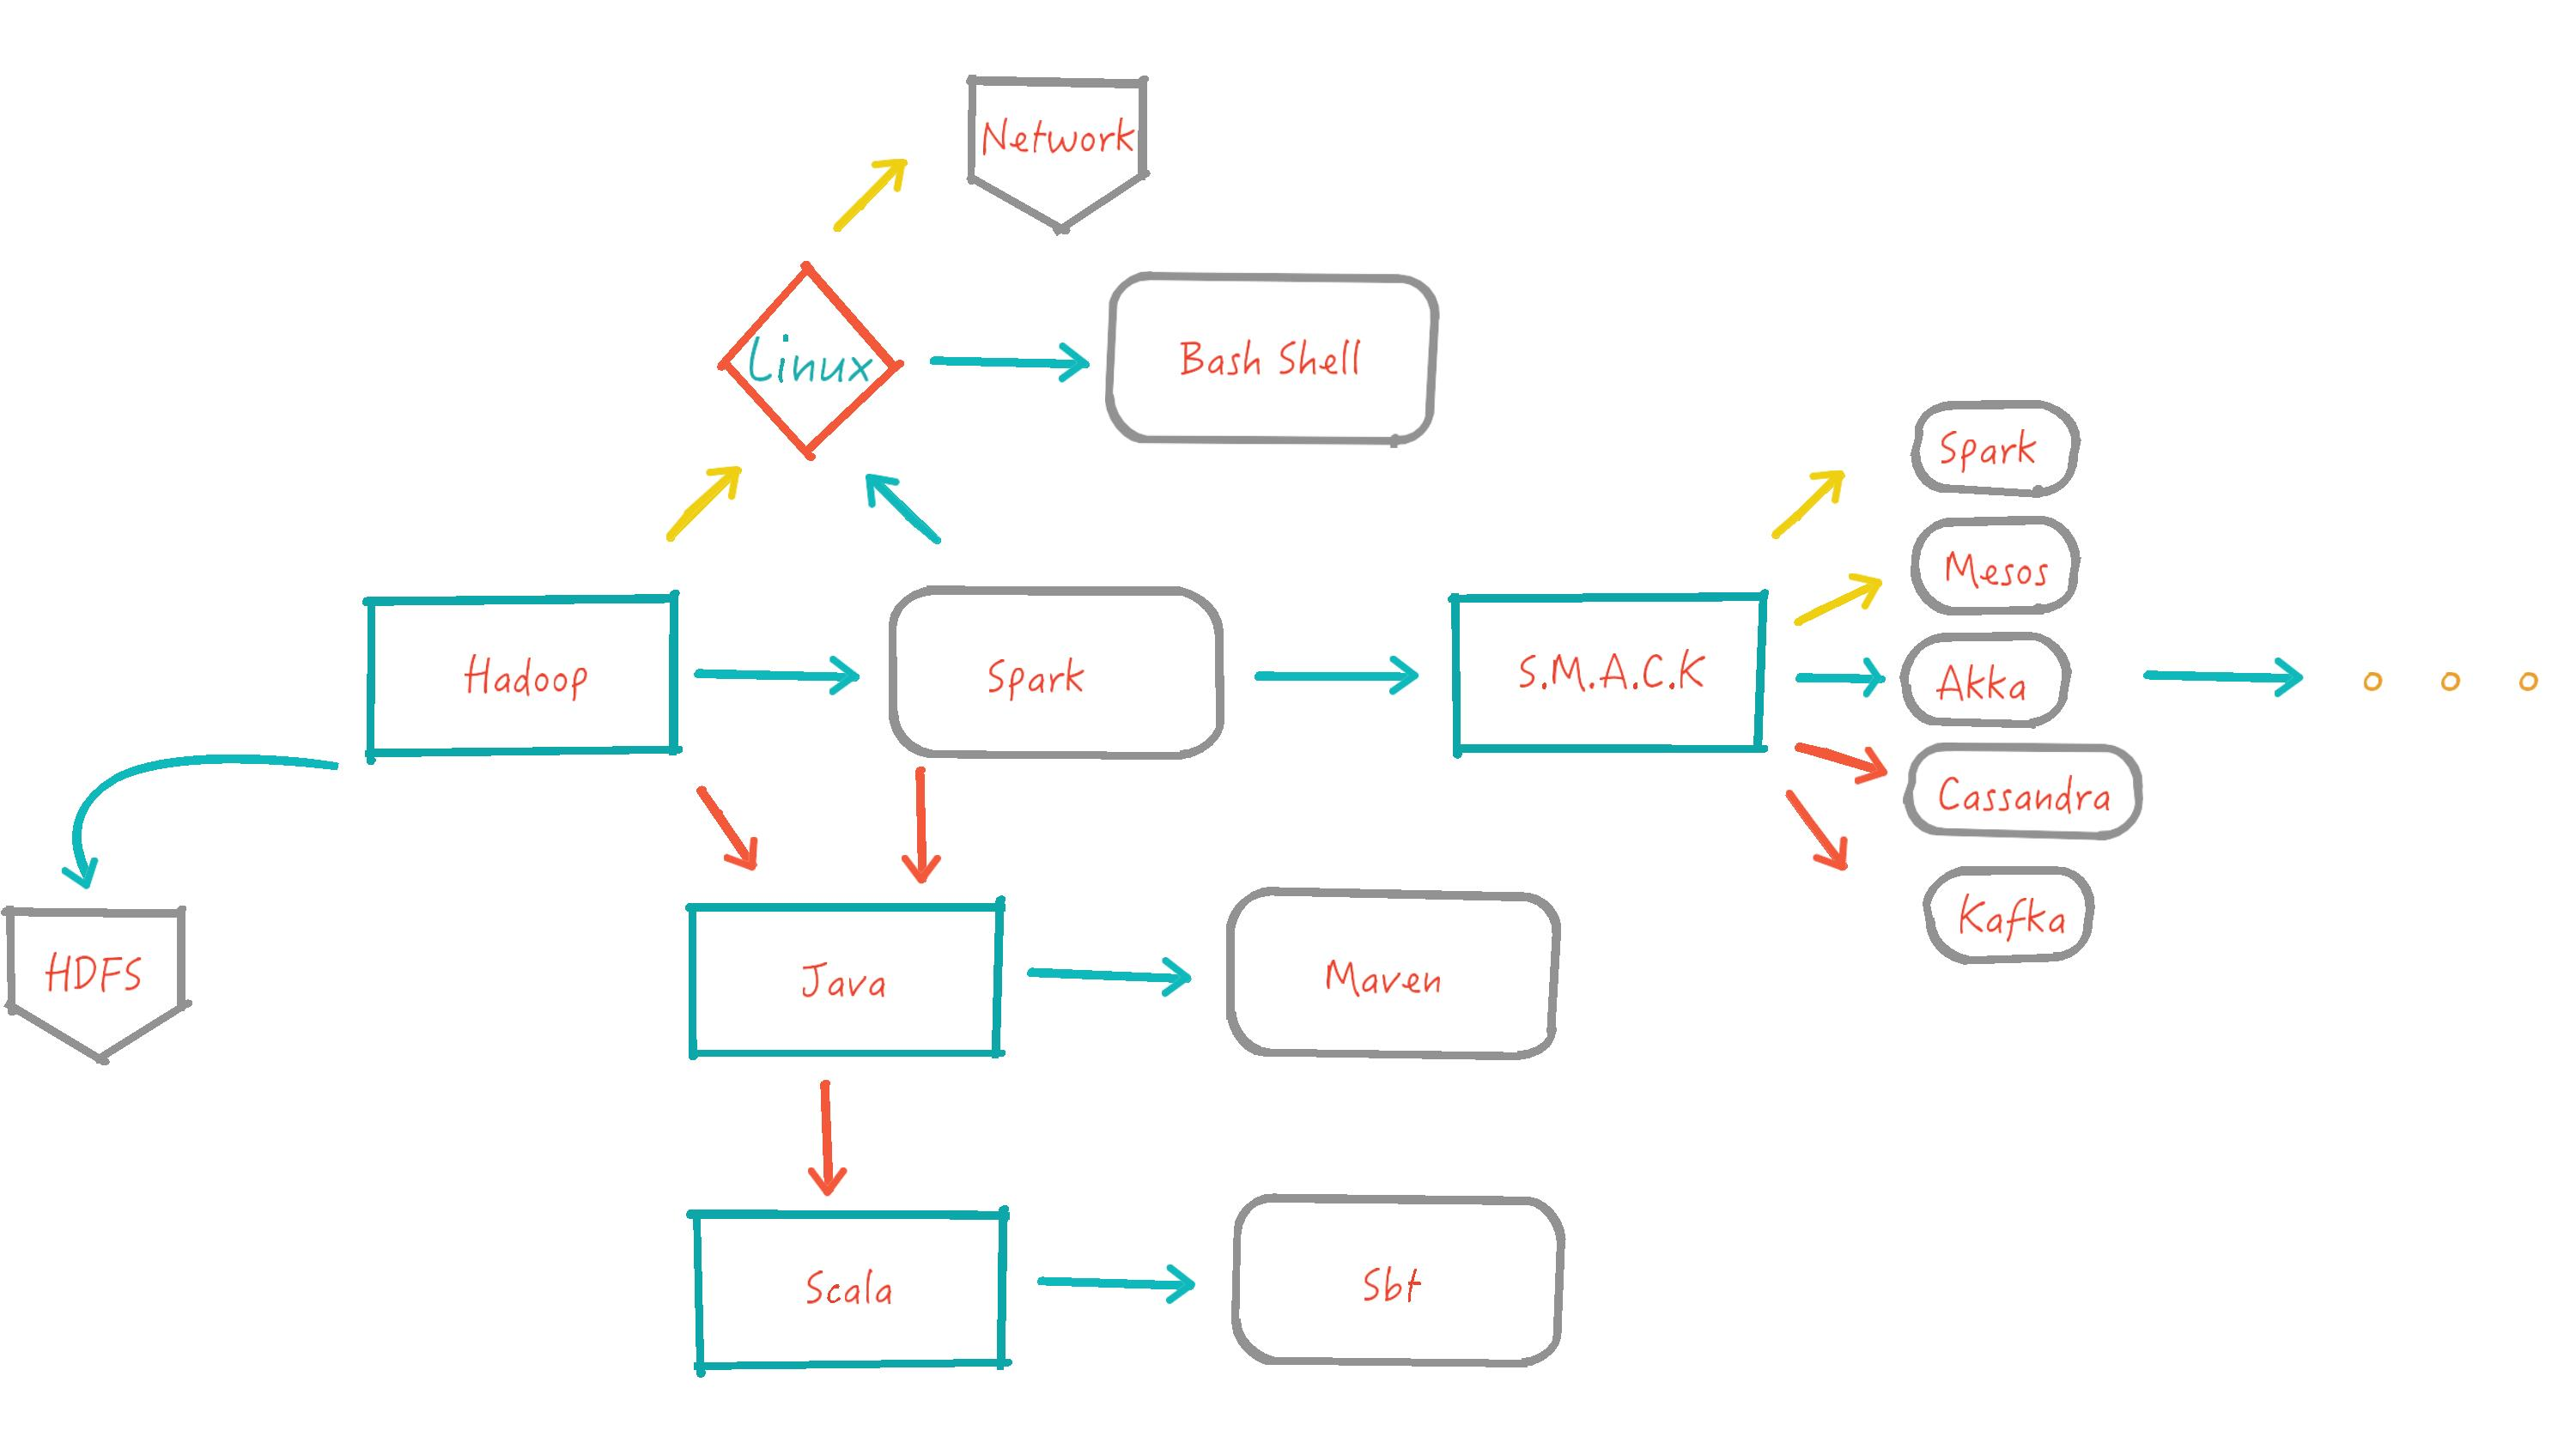 Network
Linux
Bash Shell
Spark
Mesos
Hadoop
Spark
S.M.A.C.K
Akka
Cassandra
Kafka
HDFS
Java
Maven
Scala
Sbt